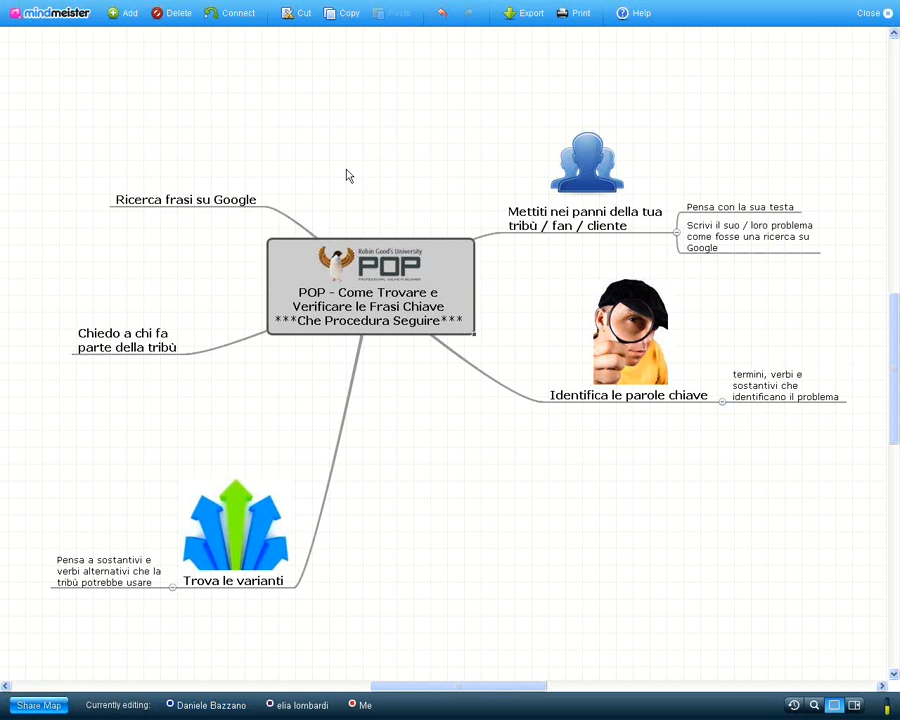 mindmeister Add Delete Connect Cut Copy Paste Export Print Help Close
Ricerca frasi su Google
Mettiti nei panni della tua
tribù / fan / cliente
Pensa con la sua testa
Scrivi il suo / loro problema
come fosse una ricerca su
Google
Robin Good's University
POP
PROFESSIONAL ONLINE PUBLISHER
POP - Come Trovare e
Verificare le Frasi Chiave
***Che Procedura Seguire***
Chiedo a chi fa
parte della tribù
Identifica le parole chiave
termini, verbi e
sostantivi che
identificano il problema
Trova le varianti
Pensa a sostantivi e
verbi alternativi che la
tribù potrebbe usare
Share Map Currently editing: Daniele Bazzano elia lombardi Me